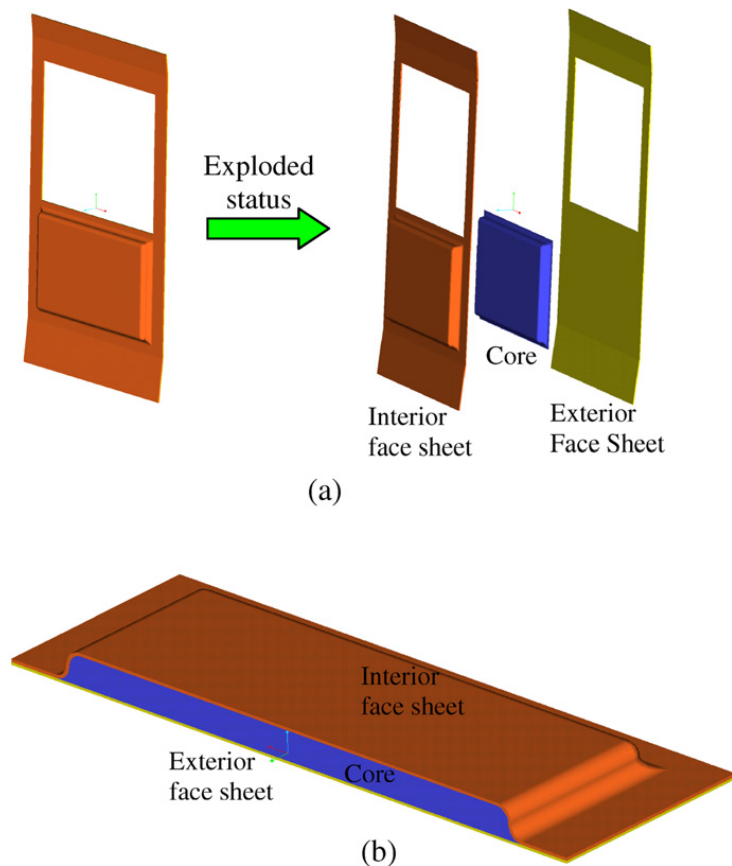 Exploded
status
Core
Interior
face sheet
Exterior
Face Sheet
(a)
Interior
face sheet
Exterior
face sheet
Core
(b)